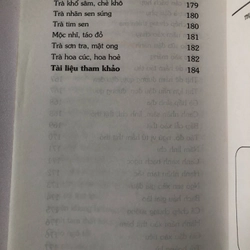 Trà khổ sâm, chè khô 179
Trà nhân sen súng 180
Trà tim sen 180
Mộc nhĩ, táo đỏ 181
Trà sơn tra, mật ong 182
Trà hoa cúc, hoa hoè 182
Tài liệu tham khảo 184